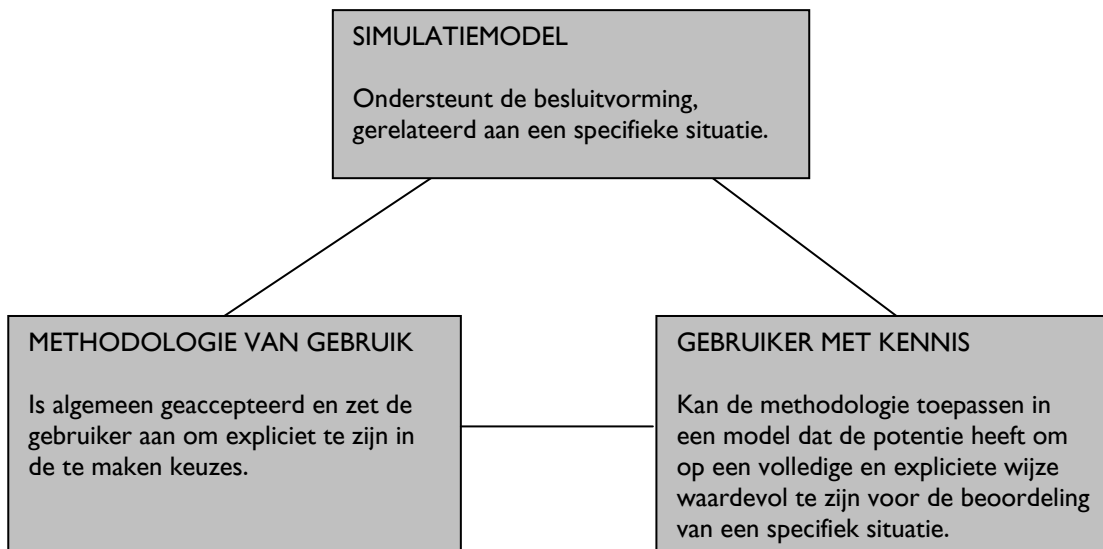 SIMULATIEMODEL
Ondersteunt de besluitvorming,
gerelateerd aan een specifieke situatie.
METHODOLOGIE VAN GEBRUIK
Is algemeen geaccepteerd en zet de
gebruiker aan om expliciet te zijn in
de te maken keuzes.
GEBRUIKER MET KENNIS
Kan de methodologie toepassen in
een model dat de potentie heeft om
op een volledige en expliciete wijze
waardevol te zijn voor de beoordeling
van een specifiek situatie.